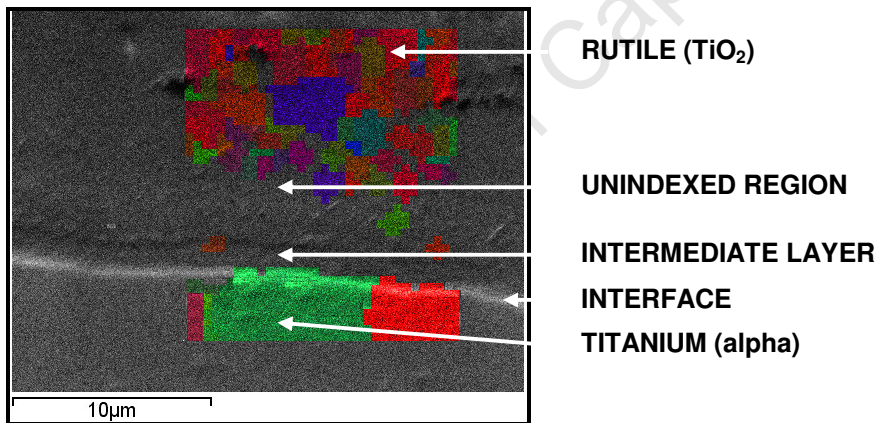 RUTILE (TiO₂)
UNINDEXED REGION
INTERMEDIATE LAYER
INTERFACE
TITANIUM (alpha)
10µm